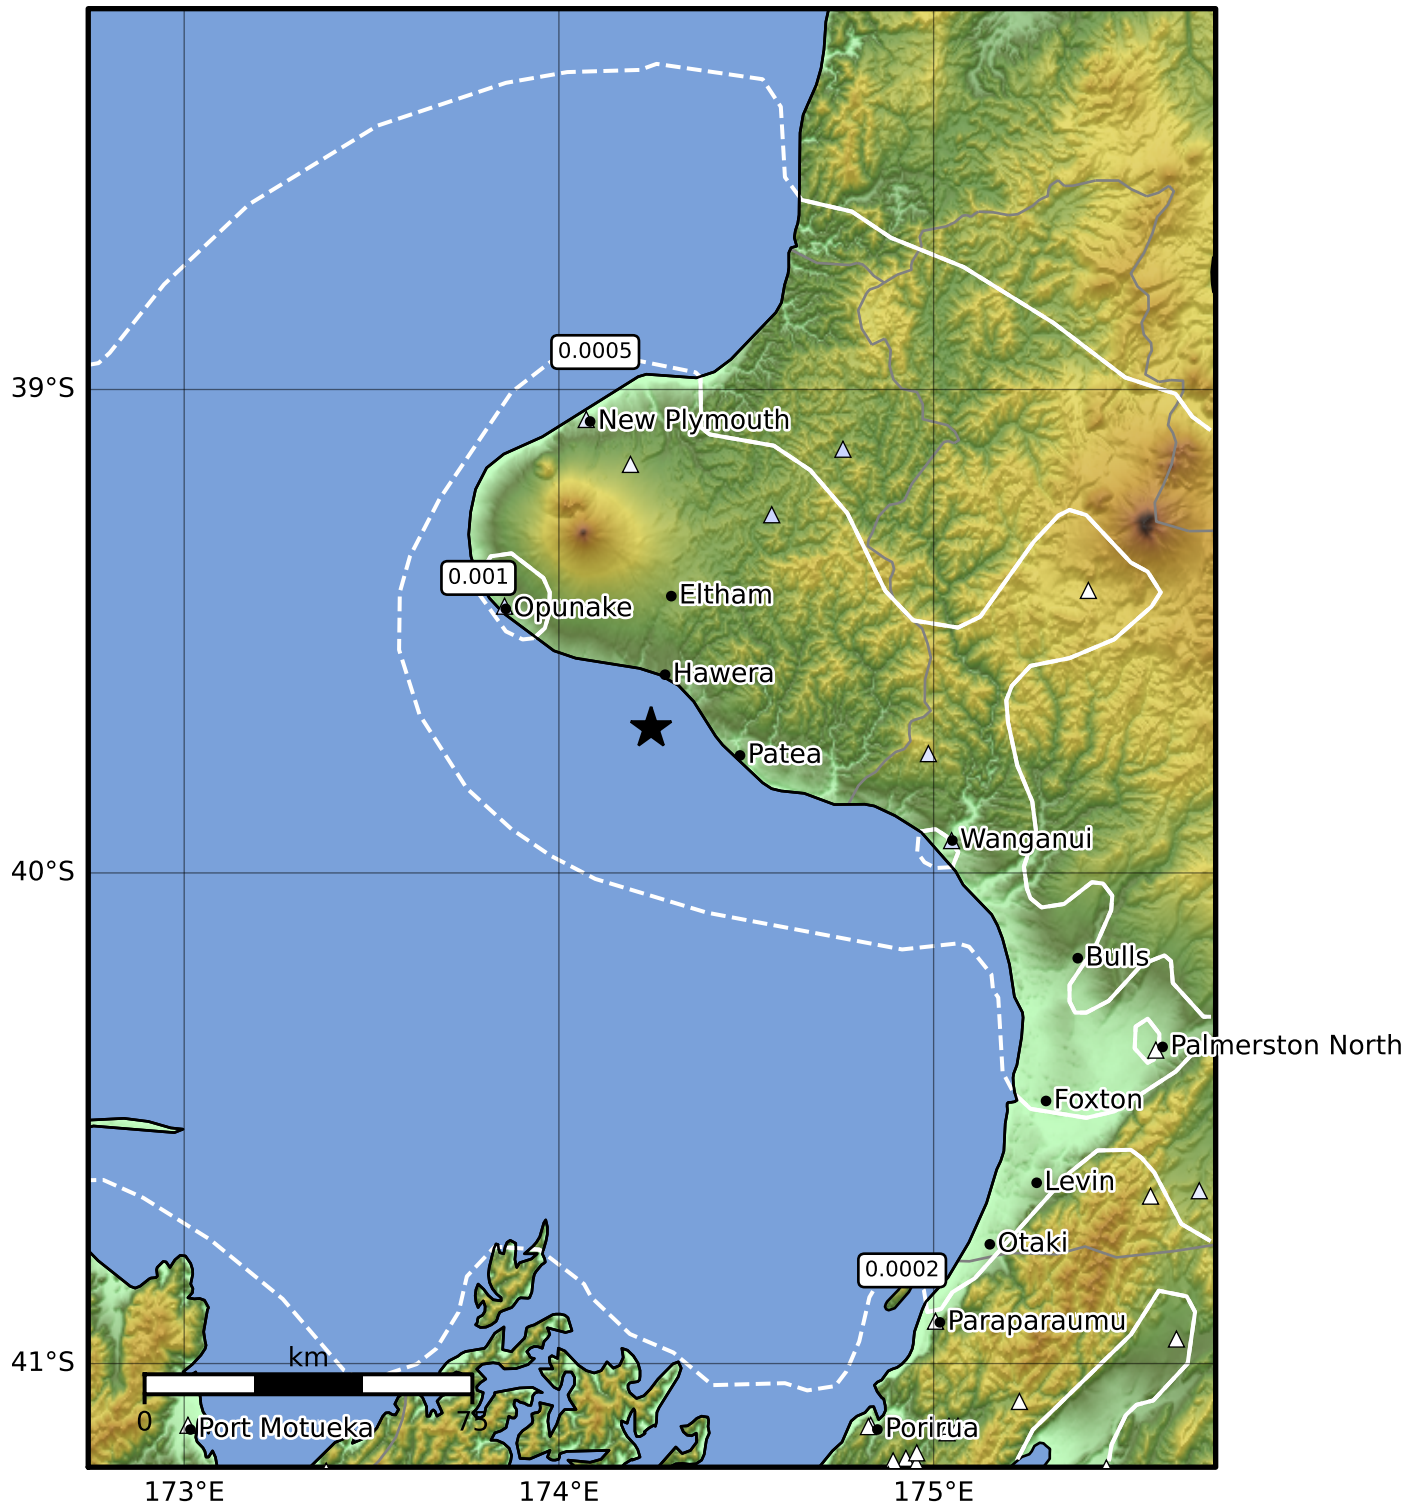 0.0005
39°S
New Plymouth
0.001
Opunake
Eltham
Hawera
Patea
Wanganui
40°S
Bulls
Palmerston North
Foxton
Levin
Otaki
0.0002
Paraparaumu
41°S
km
0
75
Port Motueka
Porirua
173°E
174°E
175°E